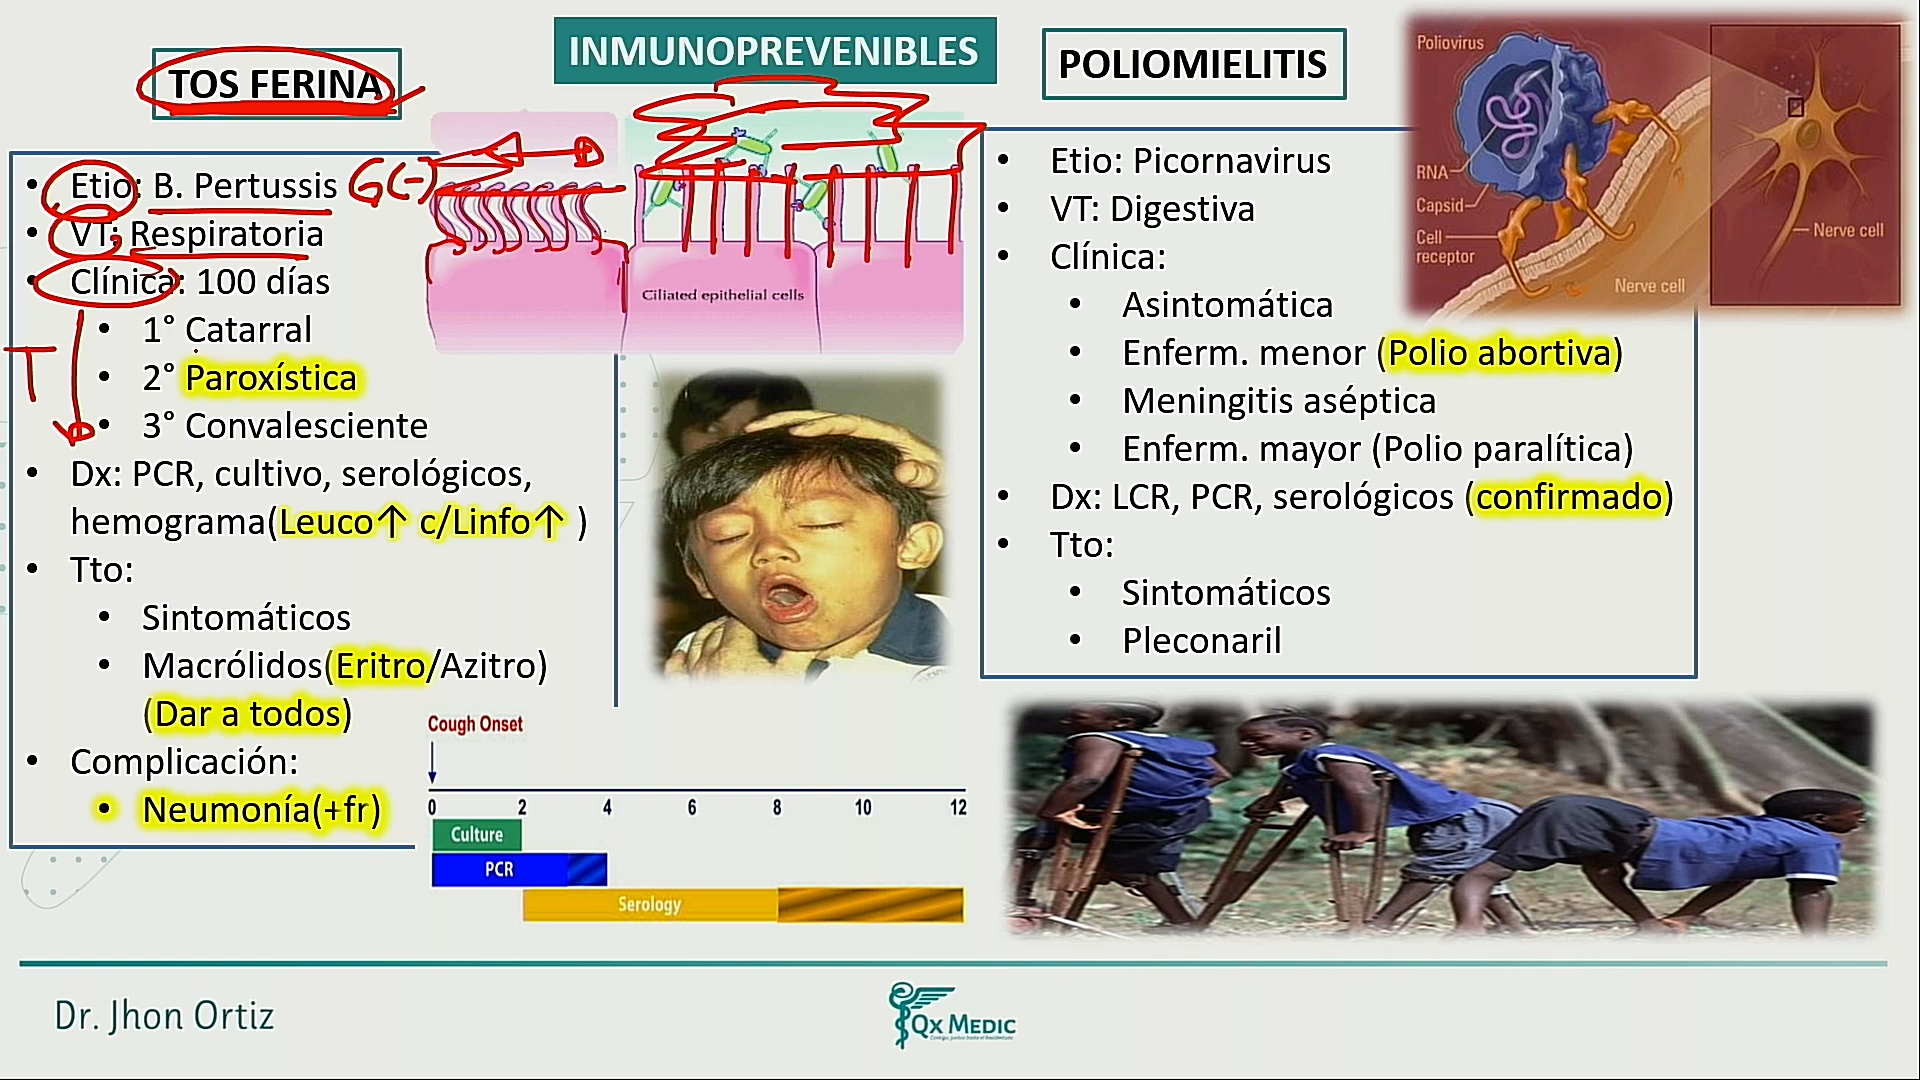 INMUNOPREVENIBLES
TOS FERINA
• Etio: B. Pertussis G(-)
• VT: Respiratoria
• Clínica: 100 días
• 1° Catarral
• 2° Paroxística
• 3° Convalesciente
T
• Dx: PCR, cultivo, serológicos,
hemograma(Leuco↑ c/Linfo↑ )
• Tto:
• Sintomáticos
• Macrólidos(Eritro/Azitro)
(Dar a todos)
• Complicación:
• Neumonía(+fr)
Ciliated epithelial cells
Cough Onset
0 2 4 6 8 10 12
Culture
PCR
Serology
POLIOMIELITIS
• Etio: Picornavirus
• VT: Digestiva
• Clínica:
• Asintomática
• Enferm. menor (Polio abortiva)
• Meningitis aséptica
• Enferm. mayor (Polio paralítica)
• Dx: LCR, PCR, serológicos (confirmado)
• Tto:
• Sintomáticos
• Pleconaril
Poliovirus
RNA
Capsid
Cell
receptor
Nerve cell
Nerve cell
Dr. Jhon Ortiz
Qx MEDIC